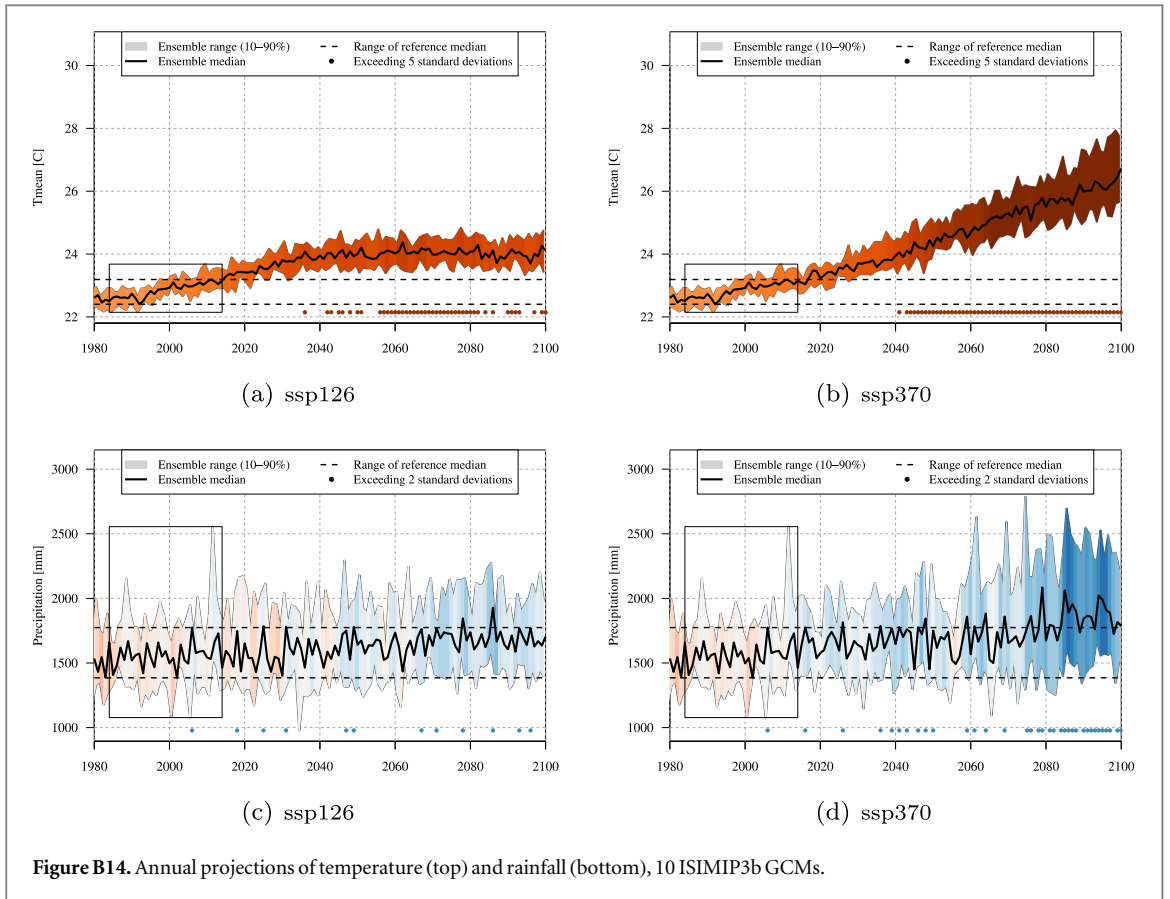 Ensemble range (10–90%)
Ensemble median
Range of reference median
Exceeding 5 standard deviations
Tmean [C]
30
28
26
24
22
1980 2000 2020 2040 2060 2080 2100
(a) ssp126
Ensemble range (10–90%)
Ensemble median
Range of reference median
Exceeding 5 standard deviations
Tmean [C]
30
28
26
24
22
1980 2000 2020 2040 2060 2080 2100
(b) ssp370
Ensemble range (10–90%)
Ensemble median
Range of reference median
Exceeding 2 standard deviations
Precipitation [mm]
3000
2500
2000
1500
1000
1980 2000 2020 2040 2060 2080 2100
(c) ssp126
Ensemble range (10–90%)
Ensemble median
Range of reference median
Exceeding 2 standard deviations
Precipitation [mm]
3000
2500
2000
1500
1000
1980 2000 2020 2040 2060 2080 2100
(d) ssp370
Figure B14. Annual projections of temperature (top) and rainfall (bottom), 10 ISIMIP3b GCMs.